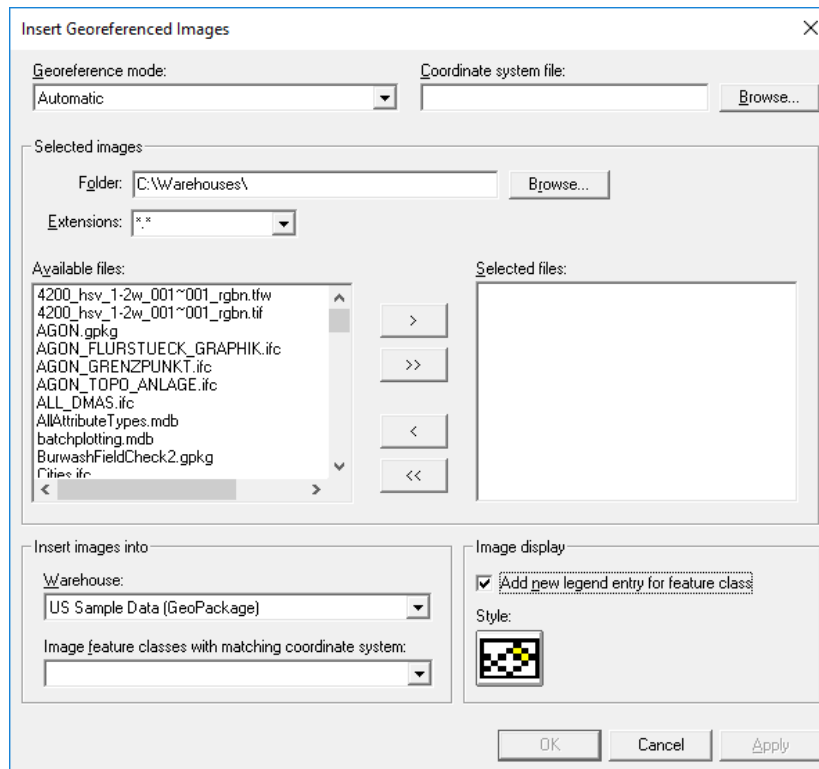 Insert Georeferenced Images
Georeference mode:
Coordinate system file:
Automatic
Browse...
Selected images
Folder: C:\Warehouses\ Browse...
Extensions: *.*
Available files:
Selected files:
4200_hsv_1-2w_001~001_rgbn.tfw
4200_hsv_1-2w_001~001_rgbn.tif
AGON.gpkg
AGON_FLURSTUECK_GRAPHIK.ifc
AGON_GRENZPUNKT.ifc
AGON_TOPO_ANLAGE.ifc
ALL_DMAS.ifc
AllAttributeTypes.mdb
batchplotting.mdb
BurwashFieldCheck2.gpkg
Cities.ifc
>
>>
<
<<
Insert images into
Warehouse:
US Sample Data (GeoPackage)
Image feature classes with matching coordinate system:
Image display
Add new legend entry for feature class
Style:
OK Cancel Apply